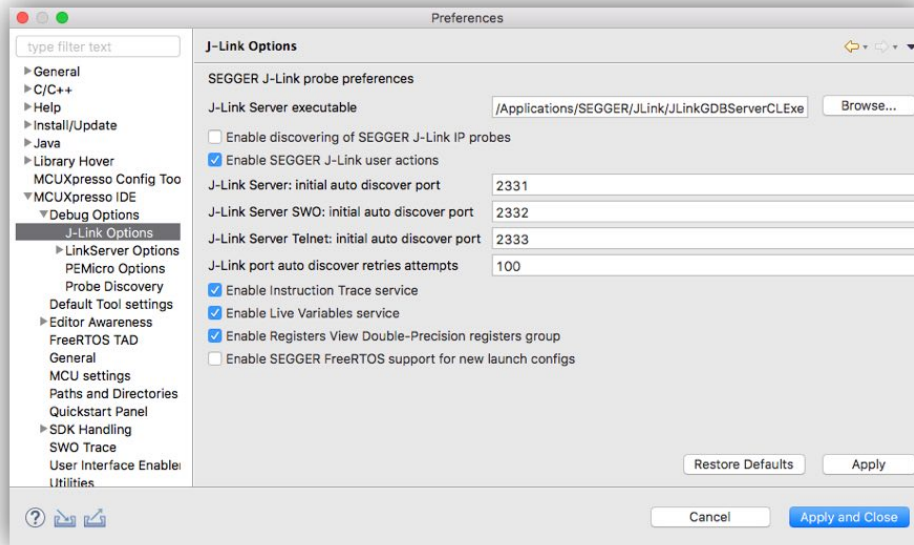 Preferences
type filter text
General
C/C++
Help
Install/Update
Java
Library Hover
MCUXpresso Config Too
MCUXpresso IDE
Debug Options
J-Link Options
LinkServer Options
PEMicro Options
Probe Discovery
Default Tool settings
Editor Awareness
FreeRTOS TAD
General
MCU settings
Paths and Directories
Quickstart Panel
SDK Handling
SWO Trace
User Interface Enable
Utilities
J-Link Options
SEGGER J-Link probe preferences
J-Link Server executable /Applications/SEGGER/JLink/JLinkGDBServerCLExe Browse...
Enable discovering of SEGGER J-Link IP probes
Enable SEGGER J-Link user actions
J-Link Server: initial auto discover port 2331
J-Link Server SWO: initial auto discover port 2332
J-Link Server Telnet: initial auto discover port 2333
J-Link port auto discover retries attempts 100
Enable Instruction Trace service
Enable Live Variables service
Enable Registers View Double-Precision registers group
Enable SEGGER FreeRTOS support for new launch configs
Restore Defaults Apply
? Cancel Apply and Close